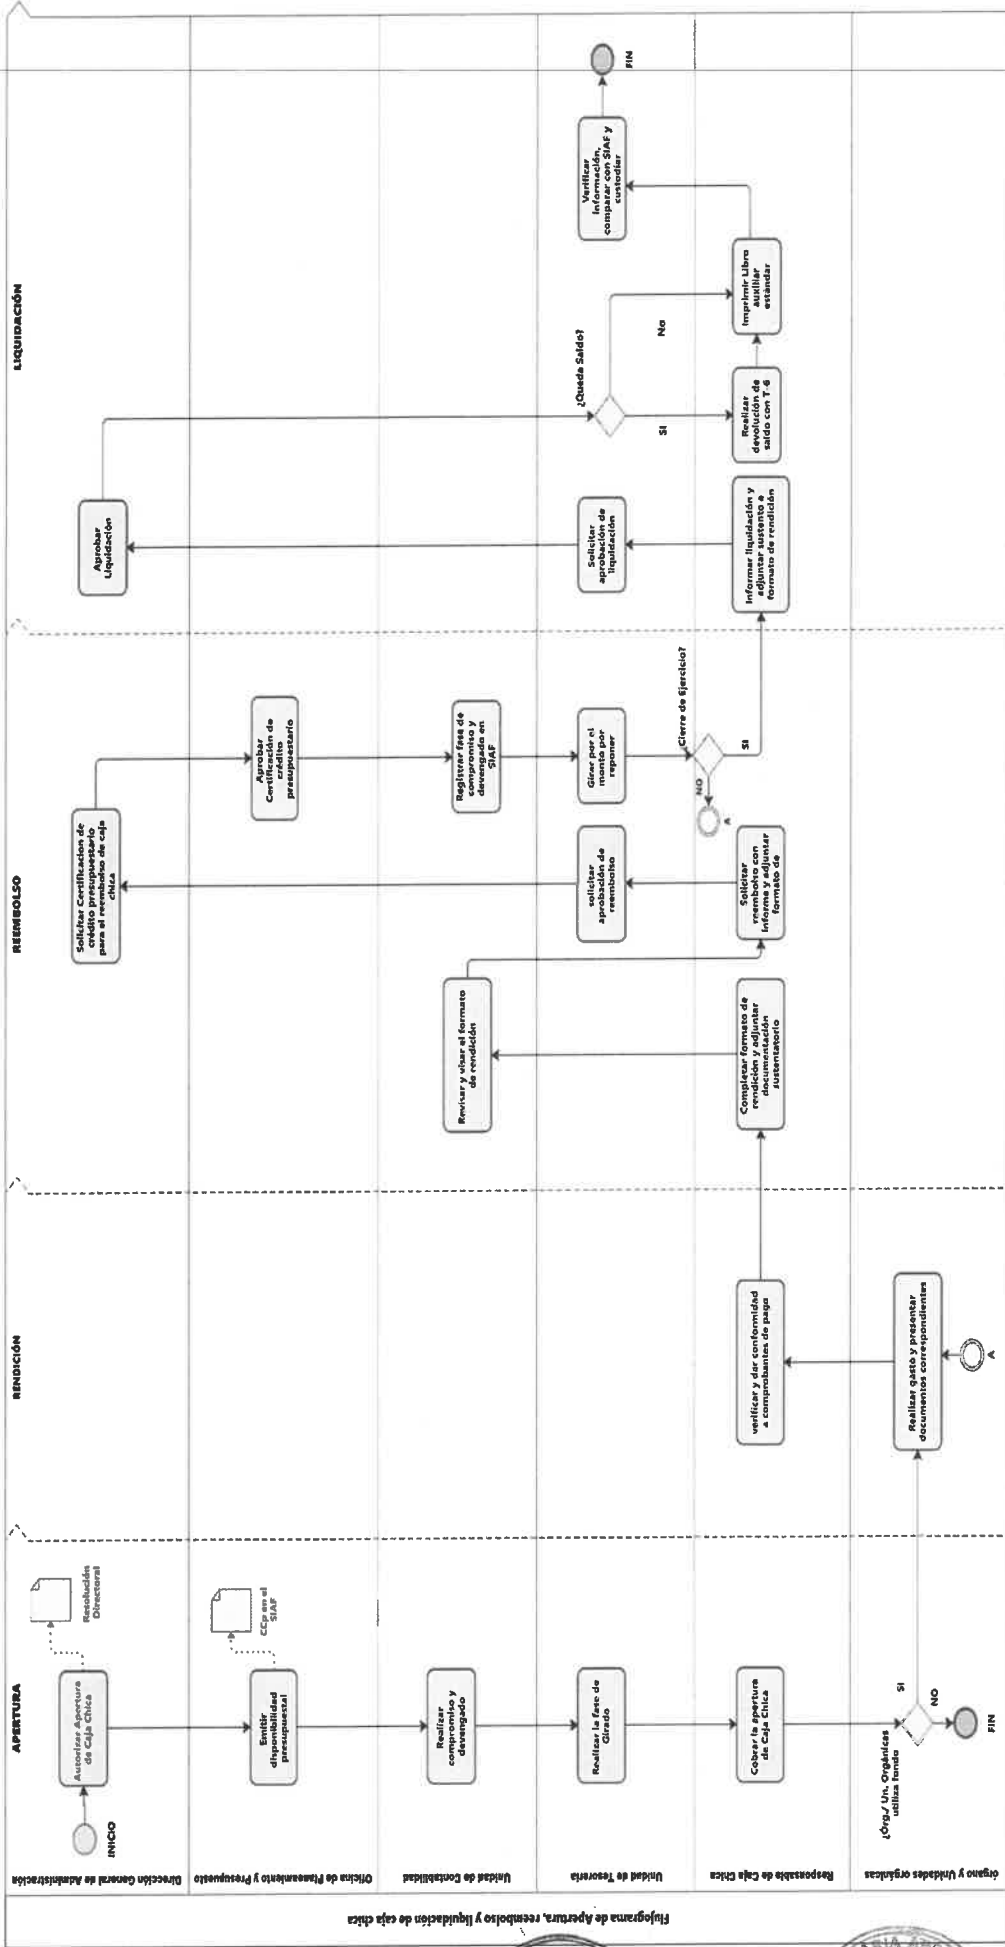 Flujograma de Apertura, reembolso y liquidación de caja chica
APERTURA
RENDICIÓN
REEMBOLSO
LIQUIDACIÓN
Dirección General de Administración
INICIO
Autorizar Apertura
de Caja Chica
Resolución
Directoral
Solicitar Certificacion de
crédito presupuestario
para el reembolso de caja
chica
Aprobar
Liquidación
Oficina de Planeamiento y Presupuesto
Emitir
disponibilidad
presupuestal
CCp en el
SIAF
Aprobar
Certificación de
crédito
presupuestario
Unidad de Contabilidad
Realizar
compromiso y
devengado
Revisar y visar el formato
de rendición
Registrar fase de
compromiso y
devengado en
SIAF
Unidad de Tesorería
Realizar la fase de
Girado
solicitar
aprobación de
reembolso
Girar por el
monto por
reponer
Solicitar
aprobación de
liquidación
¿Queda Saldo?
SI
No
Verificar
información,
comparar con SIAF y
custodiar
FIN
Responsable de Caja Chica
Cobrar la apertura
de Caja Chica
verificar y dar conformidad
a comprobantes de pago
Completar formato de
rendición y adjuntar
documentación
sustentatorio
Solicitar
reembolso con
informe y adjuntar
formato de
¿Cierre de Ejercicio?
NO
A
SI
Informar liquidación y
adjuntar sustento a
formato de rendición
Realizar
devolución de
saldo con T-6
Imprimir Libro
auxiliar
estándar
órgano y Unidades orgánicas
¿Órg./ Un. Orgánicas
utiliza fondo
SI
NO
FIN
Realizar gasto y presentar
documentos correspondientes
A